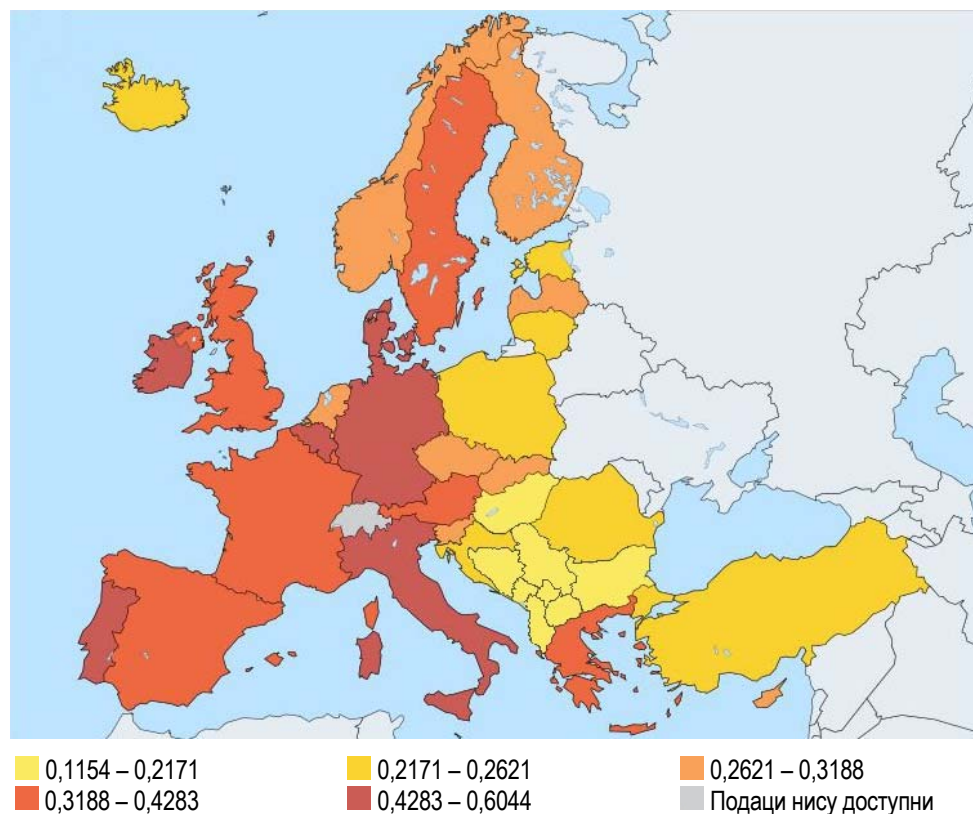 0,1154 – 0,2171 0,2171 – 0,2621 0,2621 – 0,3188
0,3188 – 0,4283 0,4283 – 0,6044 Подаци нису доступни